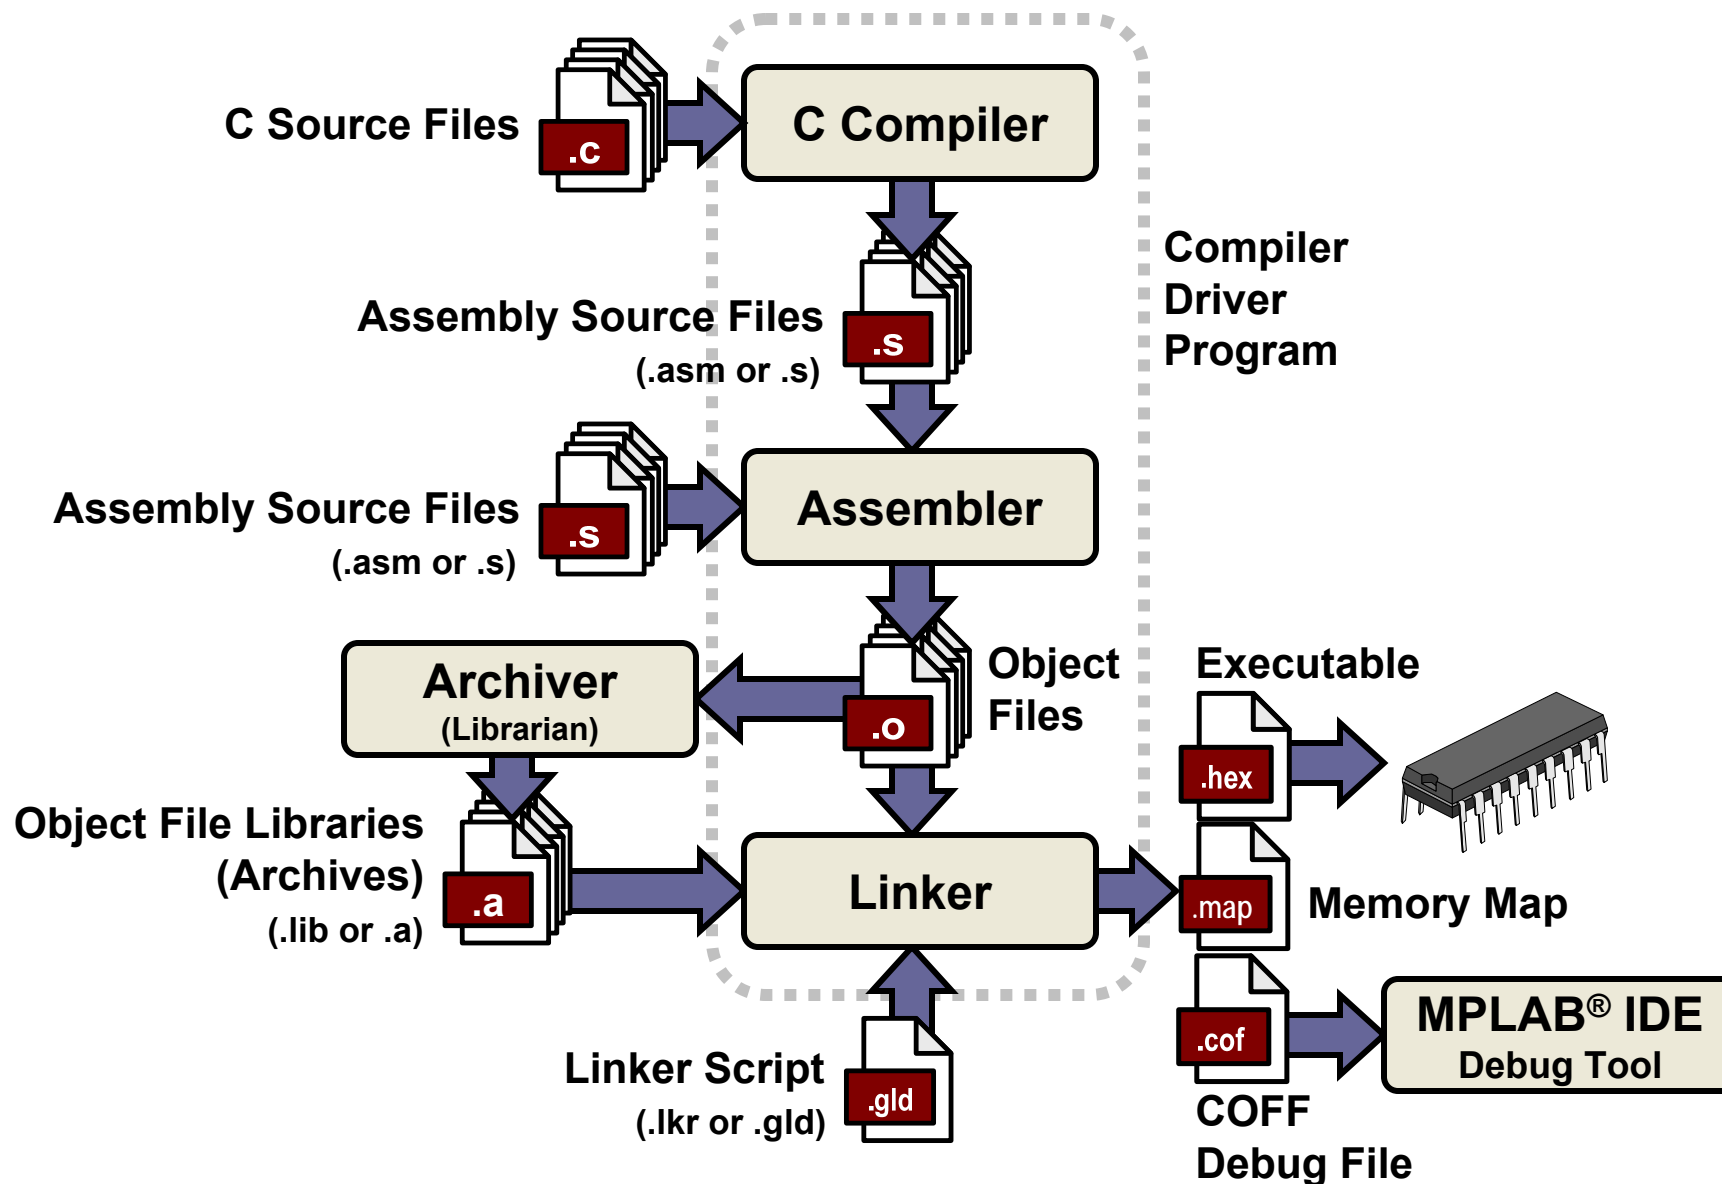 C Source Files
.c
C Compiler
Compiler
Driver
Program
Assembly Source Files
(.asm or .s)
.s
Assembly Source Files
(.asm or .s)
.s
Assembler
Archiver
(Librarian)
.o
Object
Files
Executable
.hex
Object File Libraries
(Archives)
(.lib or .a)
.a
Linker
.map
Memory Map
Linker Script
(.lkr or .gld)
.gld
.cof
COFF
Debug File
MPLAB® IDE
Debug Tool